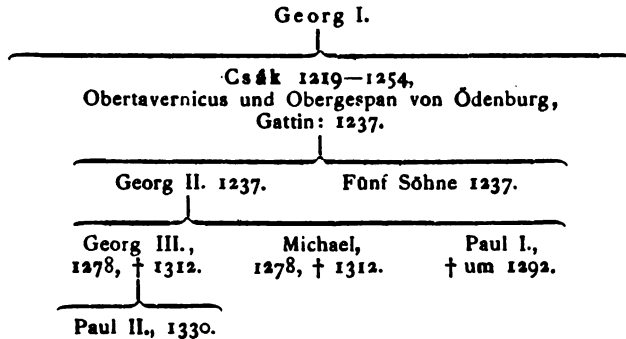 Georg I.
Csák 1219—1254,
Obertavernicus und Obergespan von Ödenburg,
Gattin: 1237.
Georg II. 1237. Fünf Söhne 1237.
Georg III., Michael, Paul I.,
1278, † 1312. 1278, † 1312. † um 1292.
Paul II., 1330.